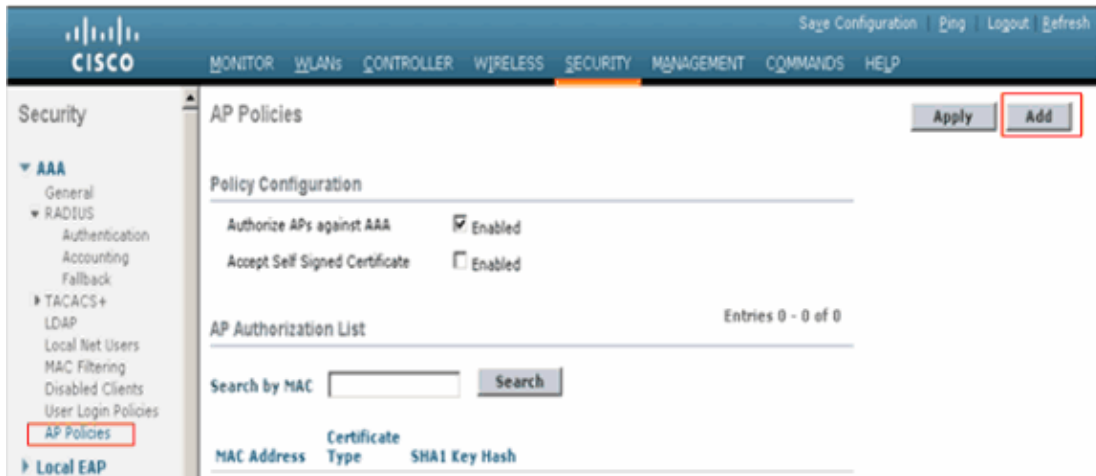 Save Configuration Ping Logout Refresh
CISCO
MONITOR WLANs CONTROLLER WIRELESS SECURITY MANAGEMENT COMMANDS HELP
Security
AAA
General
RADIUS
Authentication
Accounting
Fallback
TACACS+
LDAP
Local Net Users
MAC Filtering
Disabled Clients
User Login Policies
AP Policies
Local EAP
AP Policies
Apply
Add
Policy Configuration
Authorize APs against AAA Enabled
Accept Self Signed Certificate Enabled
AP Authorization List
Entries 0 - 0 of 0
Search by MAC Search
MAC Address Certificate Type SHA1 Key Hash